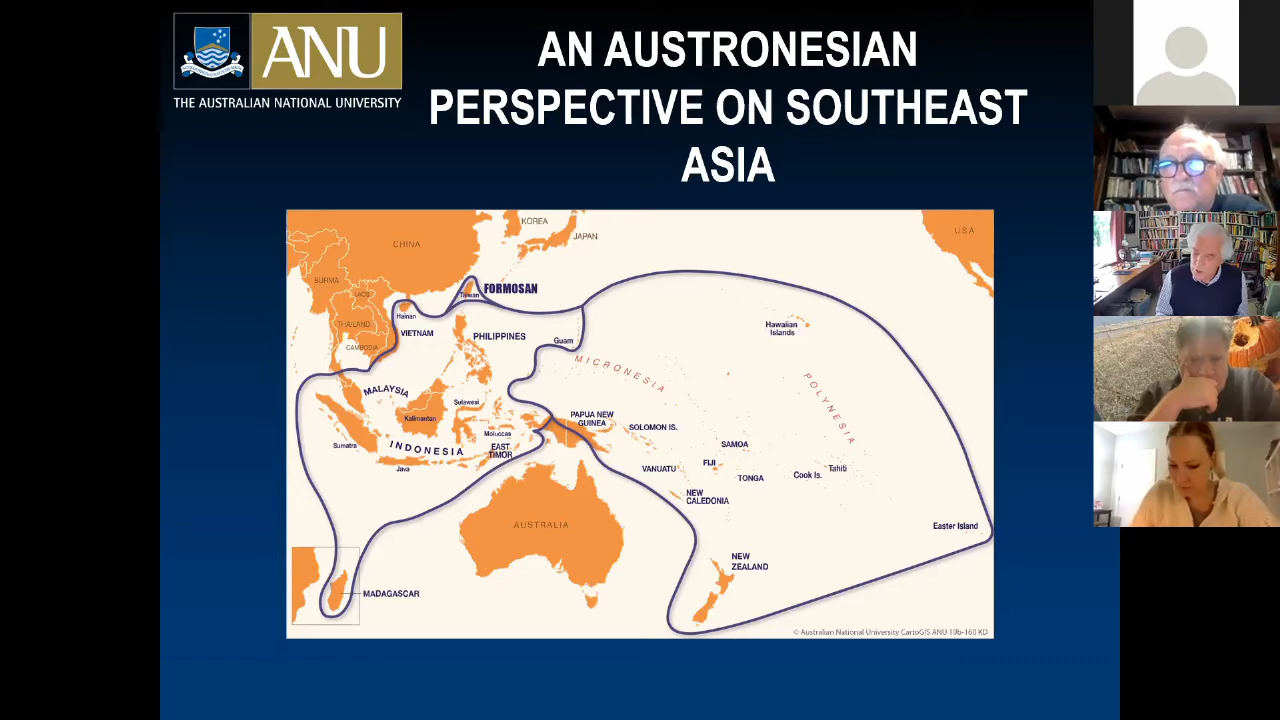 ANU
THE AUSTRALIAN NATIONAL UNIVERSITY
AN AUSTRONESIAN
PERSPECTIVE ON SOUTHEAST
ASIA
KOREA
JAPAN
CHINA
USA
BURMA
LAOS
Taiwan
FORMOSAN
Hainan
THAILAND
VIETNAM
CAMBODIA
PHILIPPINES
Guam
Hawaiian
Islands
MICRONESIA
POLYNESIA
MALAYSIA
Sulawesi
Kalimantan
PAPUA NEW
GUINEA
SOLOMON IS.
Moluccas
Sumatra
INDONESIA
EAST
TIMOR
Java
SAMOA
VANUATU
FIJI
TONGA
Cook Is.
Tahiti
NEW
CALEDONIA
AUSTRALIA
Easter Island
NEW
ZEALAND
MADAGASCAR
© Australian National University CartoGIS ANU 10b-160 KD